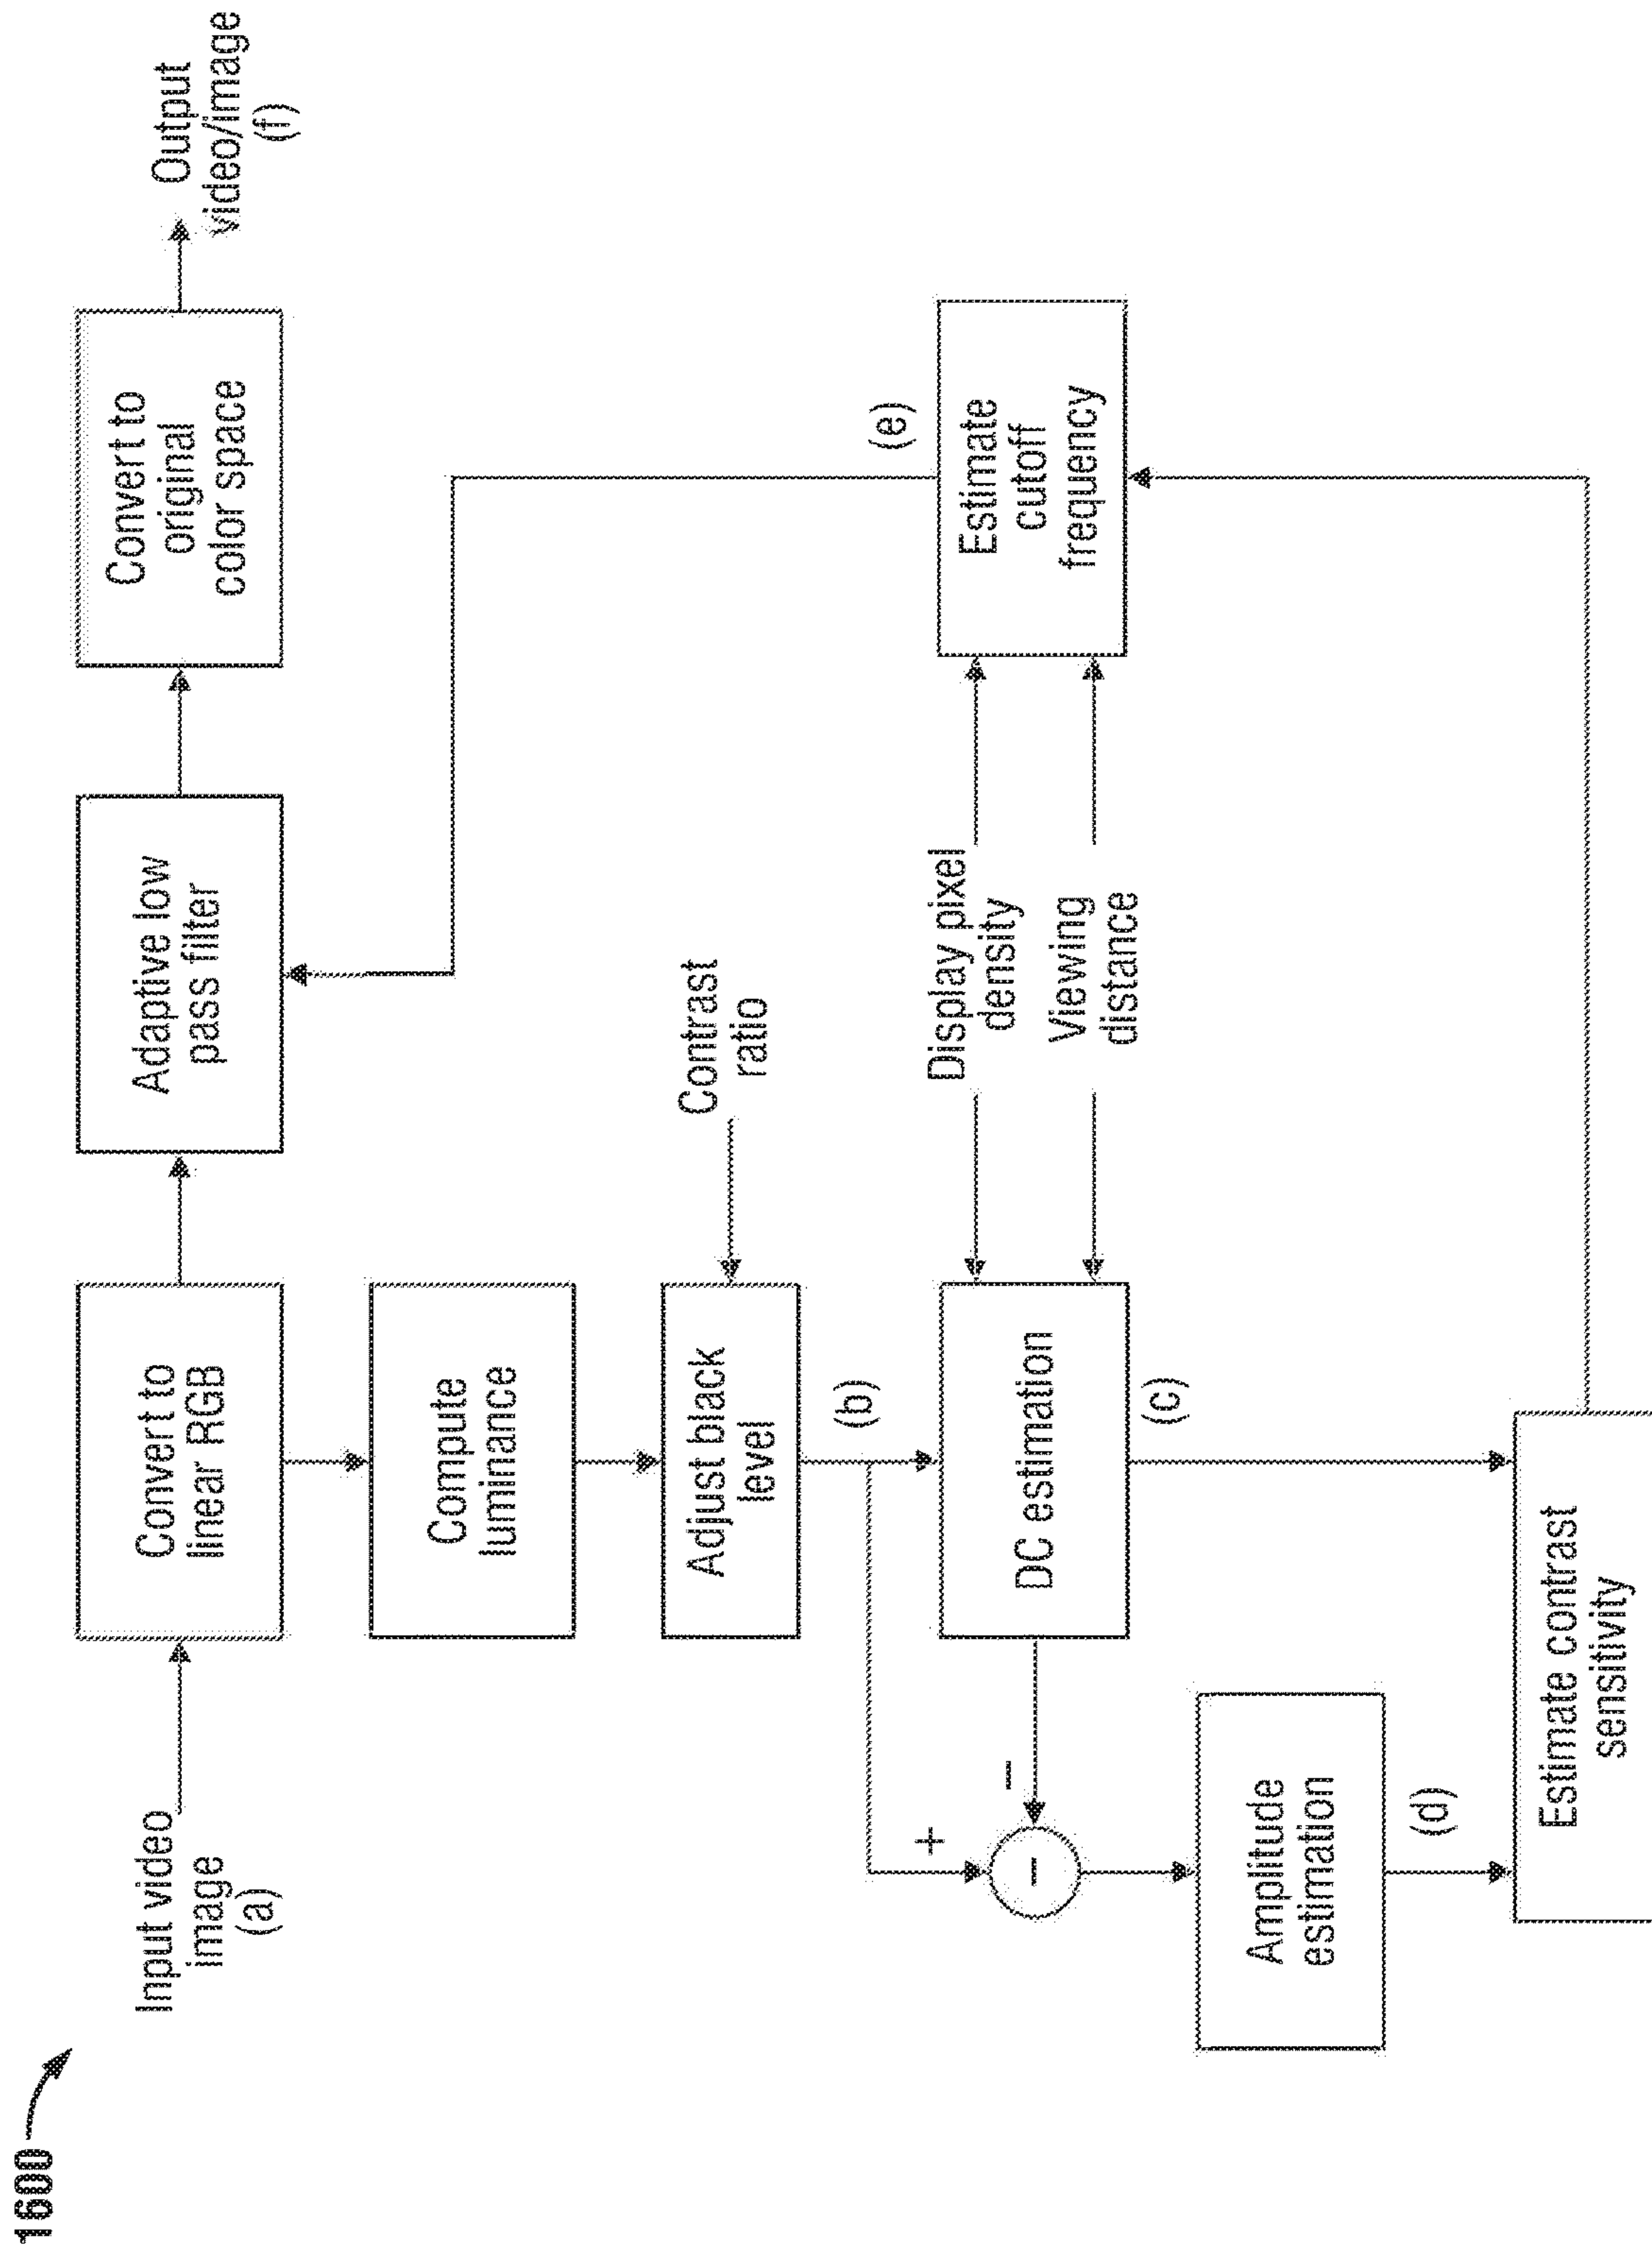 1600
Input video
image
(a)
Convert to
linear RGB
Adaptive low
pass filter
Convert to
original
color space
Output
video/image
(f)
Compute
luminance
Adjust black
level
Contrast
ratio
(b)
+
−
−
DC estimation
(c)
Display pixel
density
Viewing
distance
Estimate
cutoff
frequency
(e)
Amplitude
estimation
(d)
Estimate contrast
sensitivity